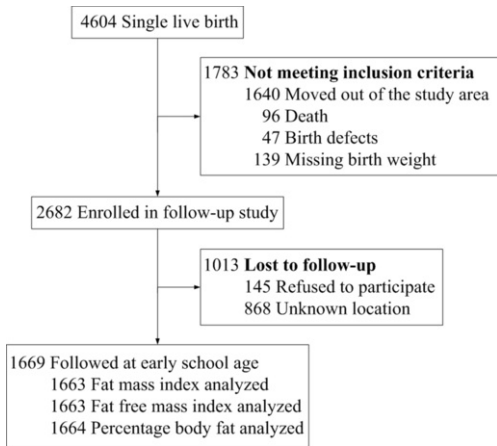 4604 Single live birth
1783 Not meeting inclusion criteria
1640 Moved out of the study area
96 Death
47 Birth defects
139 Missing birth weight
2682 Enrolled in follow-up study
1013 Lost to follow-up
145 Refused to participate
868 Unknown location
1669 Followed at early school age
1663 Fat mass index analyzed
1663 Fat free mass index analyzed
1664 Percentage body fat analyzed